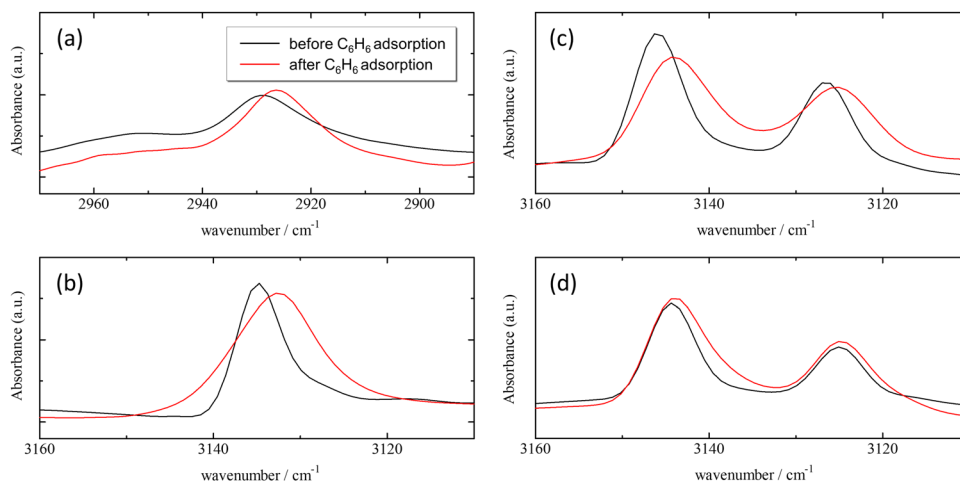 (a)
before C₆H₆ adsorption
after C₆H₆ adsorption
Absorbance (a.u.)
2960 2940 2920 2900
wavenumber / cm⁻¹
(c)
Absorbance (a.u.)
3160 3140 3120
wavenumber / cm⁻¹
(b)
Absorbance (a.u.)
3160 3140 3120
wavenumber / cm⁻¹
(d)
Absorbance (a.u.)
3160 3140 3120
wavenumber / cm⁻¹